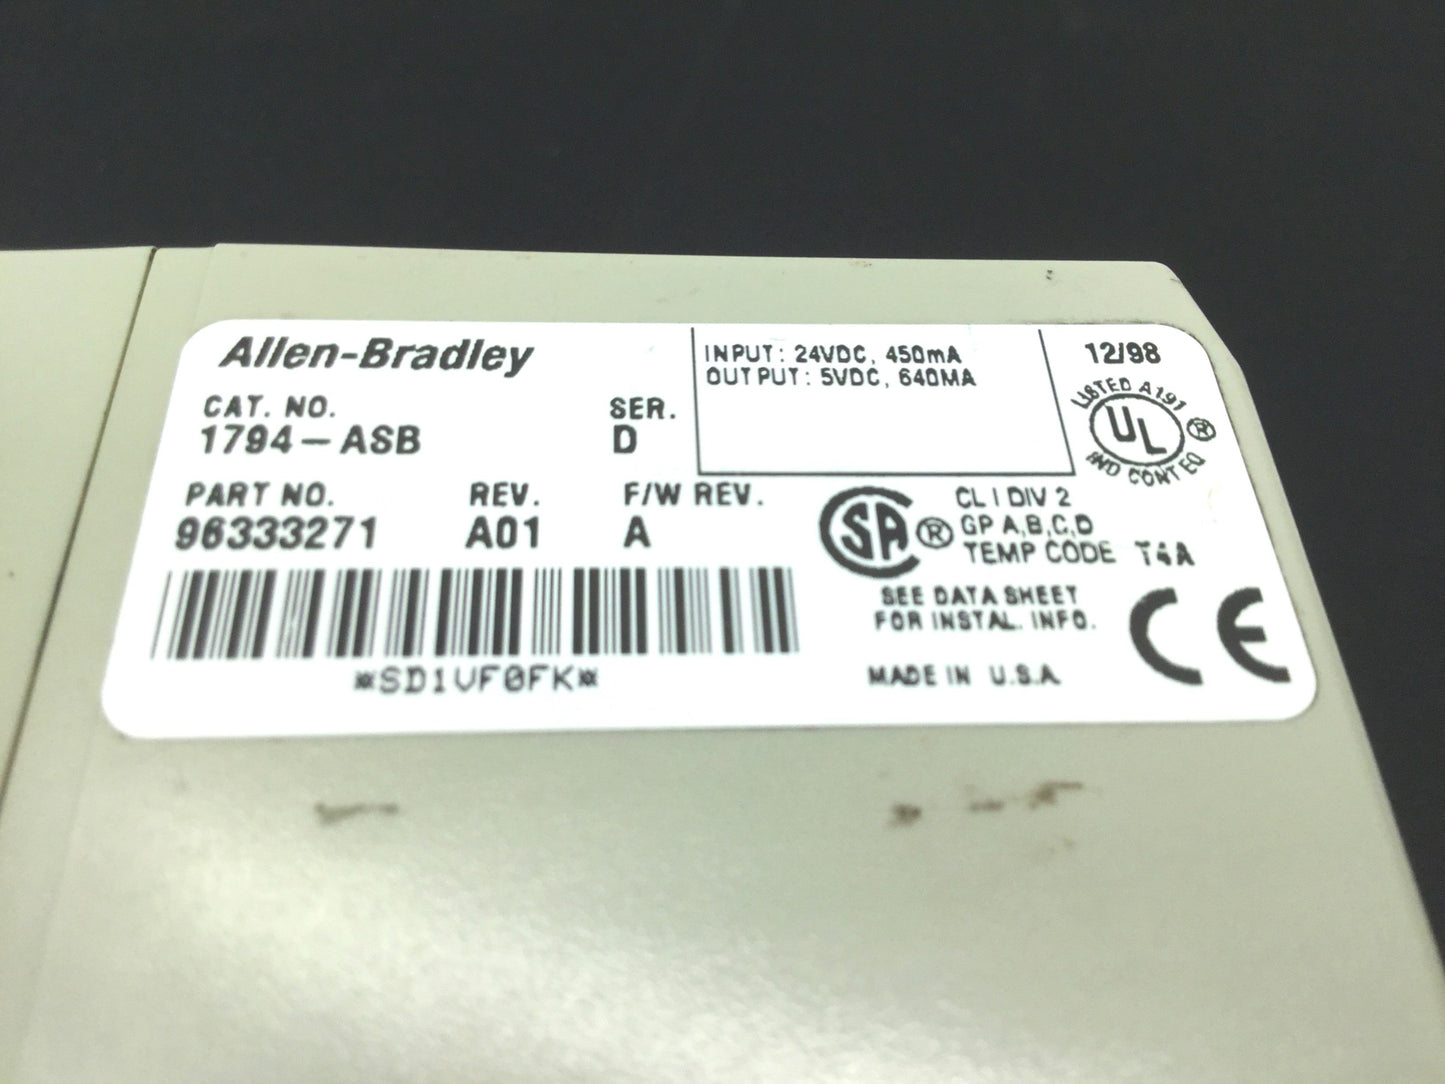 Allen-Bradley
CAT. NO.
1794-ASB
SER.
D
PART NO.
96333271
REV.
A01
F/W REV.
A
*SD1VF0FK*
INPUT: 24VDC, 450mA
OUTPUT: 5VDC, 640MA
12/98
LISTED A191
UL ®
IND CONT EQ
SA ®
CL I DIV 2
GP A,B,C,D
TEMP CODE T4A
SEE DATA SHEET
FOR INSTAL. INFO.
MADE IN U.S.A.
CE